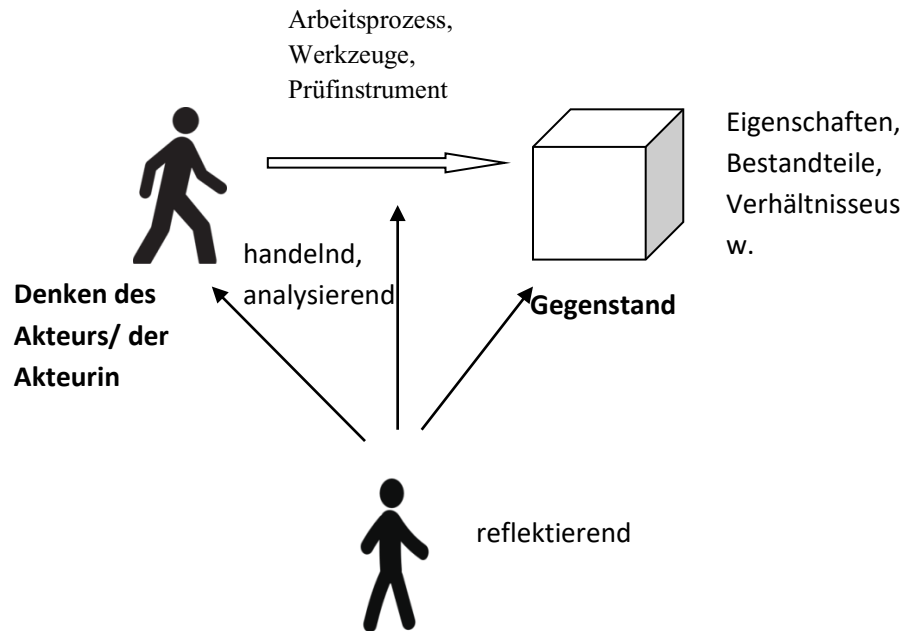 Arbeitsprozess,
Werkzeuge,
Prüfinstrument
Eigenschaften,
Bestandteile,
Verhältnisseus
w.
handelnd,
analysierend
Denken des
Akteurs/ der
Akteurin
Gegenstand
reflektierend